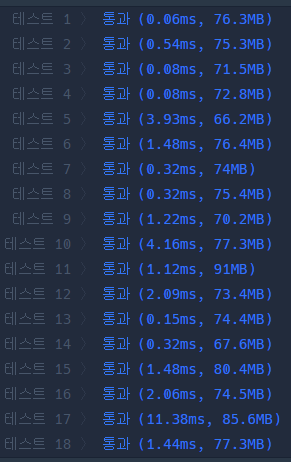 테스트 1 〉 통과 (0.06ms, 76.3MB)
테스트 2 〉 통과 (0.54ms, 75.3MB)
테스트 3 〉 통과 (0.08ms, 71.5MB)
테스트 4 〉 통과 (0.08ms, 72.8MB)
테스트 5 〉 통과 (3.93ms, 66.2MB)
테스트 6 〉 통과 (1.48ms, 76.4MB)
테스트 7 〉 통과 (0.32ms, 74MB)
테스트 8 〉 통과 (0.32ms, 75.4MB)
테스트 9 〉 통과 (1.22ms, 70.2MB)
테스트 10 〉 통과 (4.16ms, 77.3MB)
테스트 11 〉 통과 (1.12ms, 91MB)
테스트 12 〉 통과 (2.09ms, 73.4MB)
테스트 13 〉 통과 (0.15ms, 74.4MB)
테스트 14 〉 통과 (0.32ms, 67.6MB)
테스트 15 〉 통과 (1.48ms, 80.4MB)
테스트 16 〉 통과 (2.06ms, 74.5MB)
테스트 17 〉 통과 (11.38ms, 85.6MB)
테스트 18 〉 통과 (1.44ms, 77.3MB)